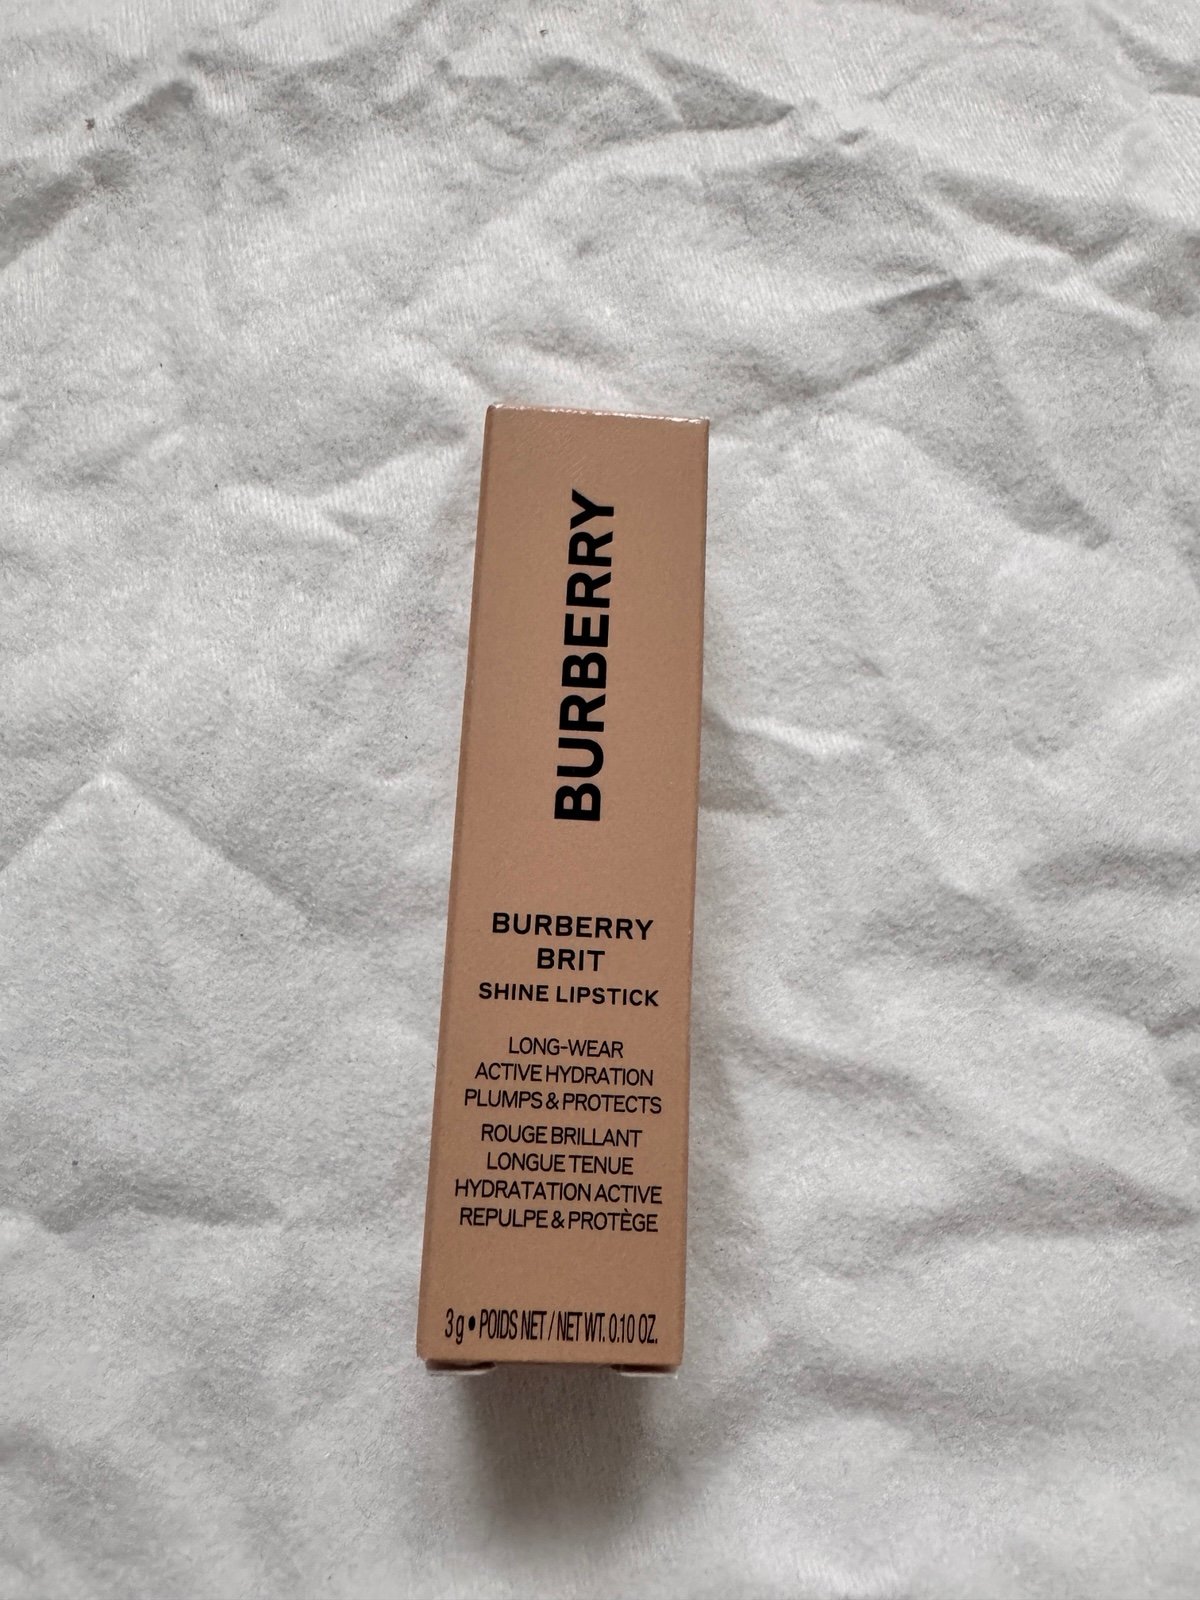 BURBERRY
BURBERRY
BRIT
SHINE LIPSTICK
LONG-WEAR
ACTIVE HYDRATION
PLUMPS & PROTECTS
ROUGE BRILLANT
LONGUE TENUE
HYDRATATION ACTIVE
REPULPE & PROTÈGE
3 g • POIDS NET / NET WT. 0.10 OZ.